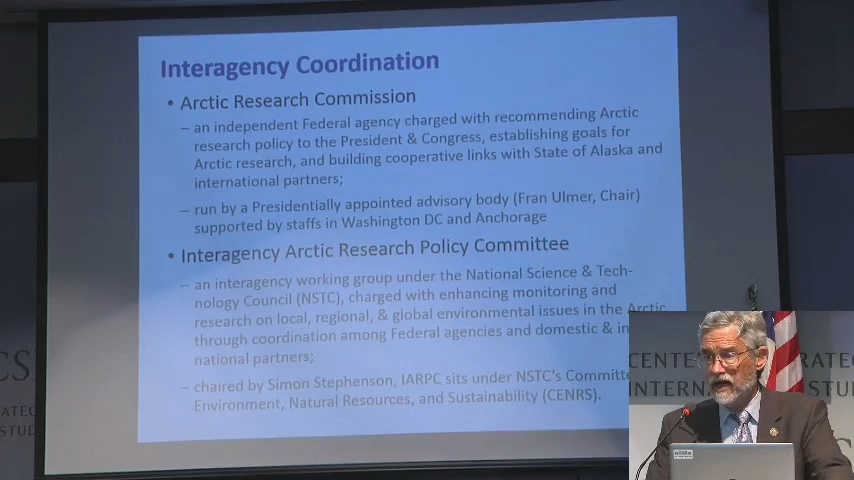 Interagency Coordination
• Arctic Research Commission
– an independent Federal agency charged with recommending Arctic
research policy to the President & Congress, establishing goals for
Arctic research, and building cooperative links with State of Alaska and
international partners;
– run by a Presidentially appointed advisory body (Fran Ulmer, Chair)
supported by staffs in Washington DC and Anchorage
• Interagency Arctic Research Policy Committee
– an interagency working group under the National Science & Tech-
nology Council (NSTC), charged with enhancing monitoring and
research on local, regional, & global environmental issues in the Arctic
through coordination among Federal agencies and domestic & in
national partners;
– chaired by Simon Stephenson, IARPC sits under NSTC's Committe
Environment, Natural Resources, and Sustainability (CENRS).
CENTE RATEG
INTERN STUDI
CS
RATEG
STUD